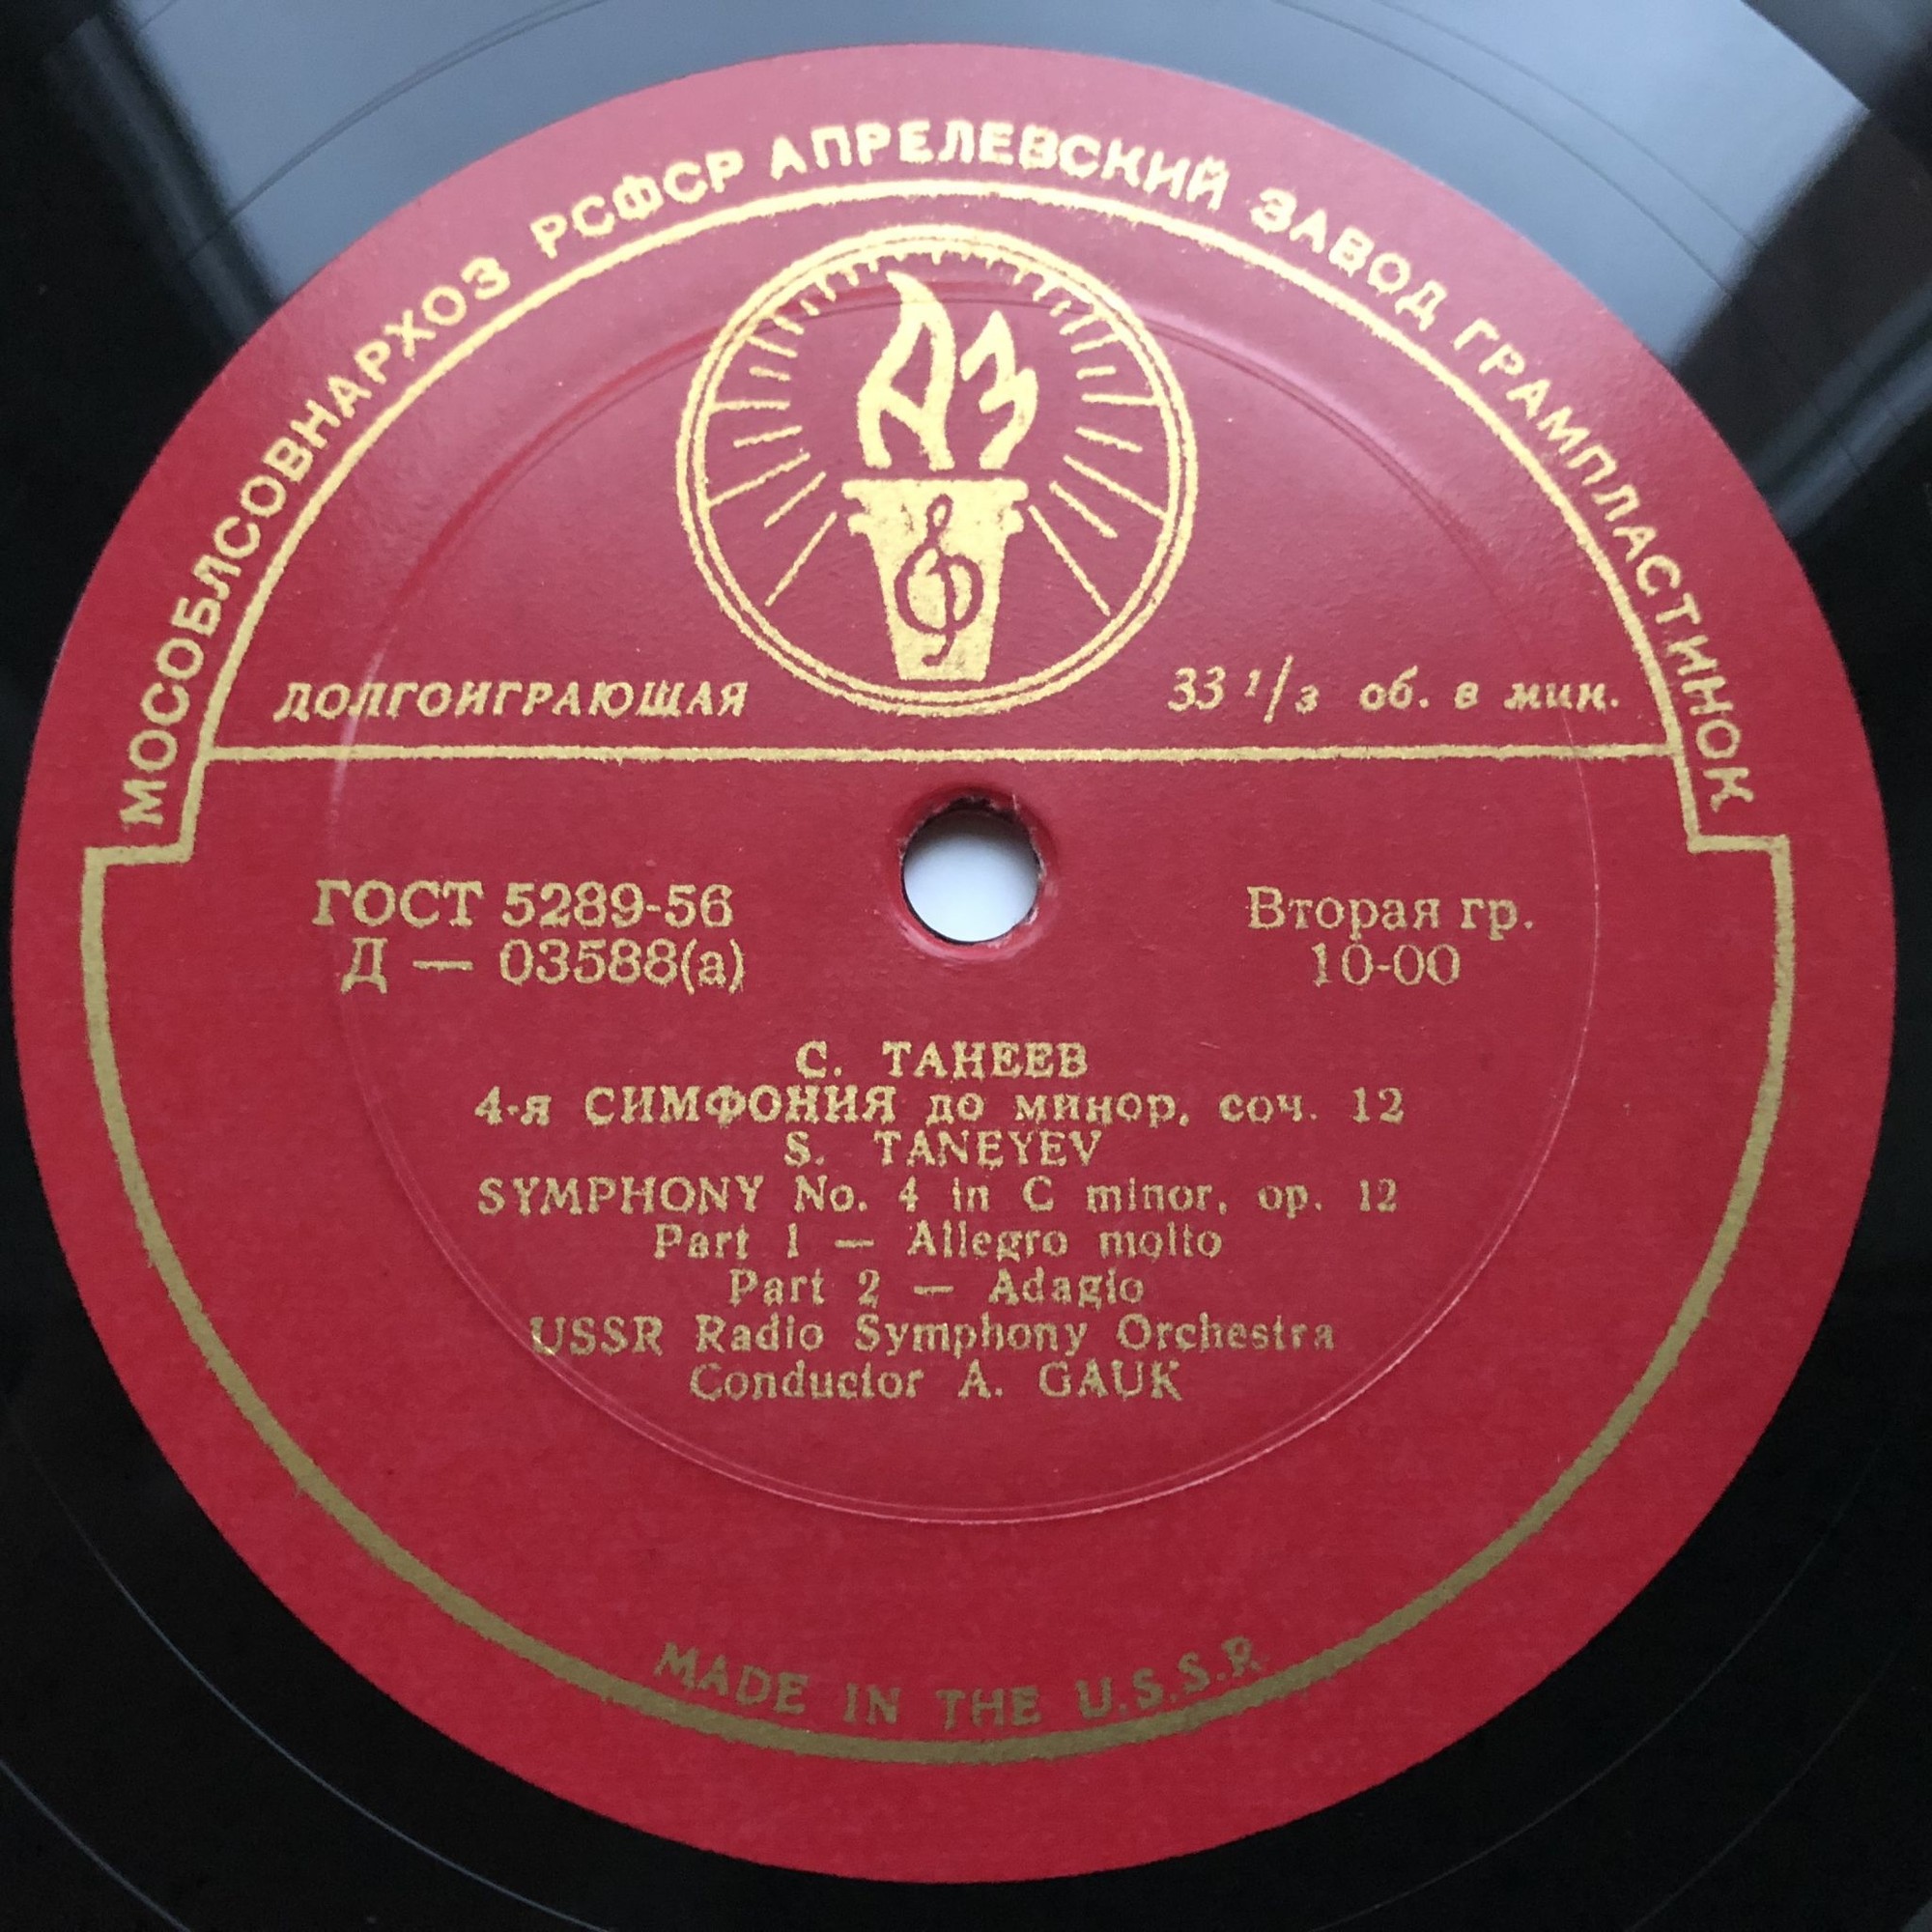 МОСОБЛСОВНАРХОЗ РСФСР АПРЕЛЕВСКИЙ ЗАВОД ГРАМПЛАСТИНОК
АЗ
ДОЛГОИГРАЮЩАЯ
33 1/3 об. в мин.
ГОСТ 5289-56
Д — 03588(а)
Вторая гр.
10-00
С. ТАНЕЕВ
4-я СИМФОНИЯ до минор, соч. 12
S. TANEYEV
SYMPHONY No. 4 in C minor, op. 12
Part 1 — Allegro molto
Part 2 — Adagio
USSR Radio Symphony Orchestra
Conductor A. GAUK
MADE IN THE U.S.S.R